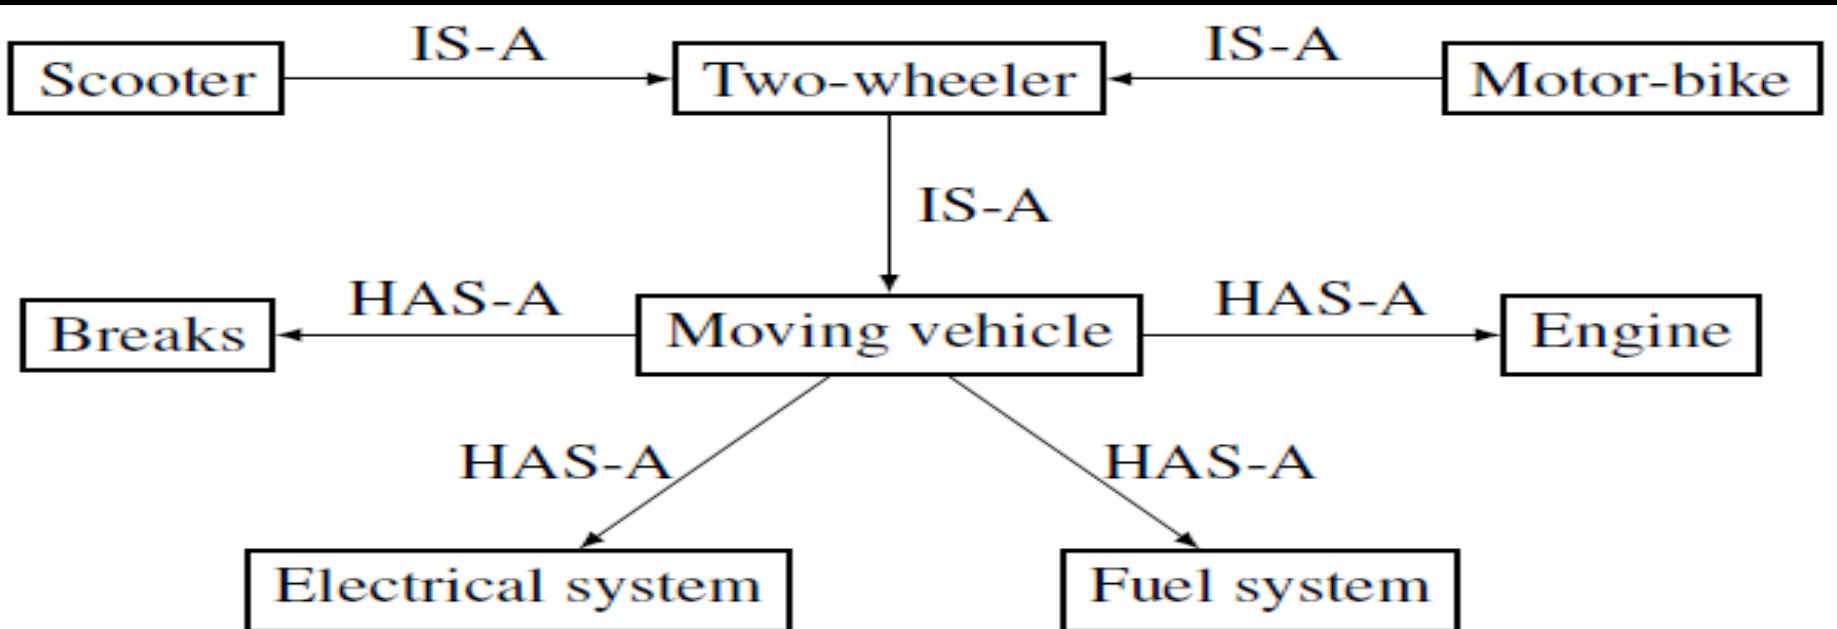 IS-A
IS-A
Scooter
Two-wheeler
Motor-bike
IS-A
HAS-A
HAS-A
Breaks
Moving vehicle
Engine
HAS-A
HAS-A
Electrical system
Fuel system